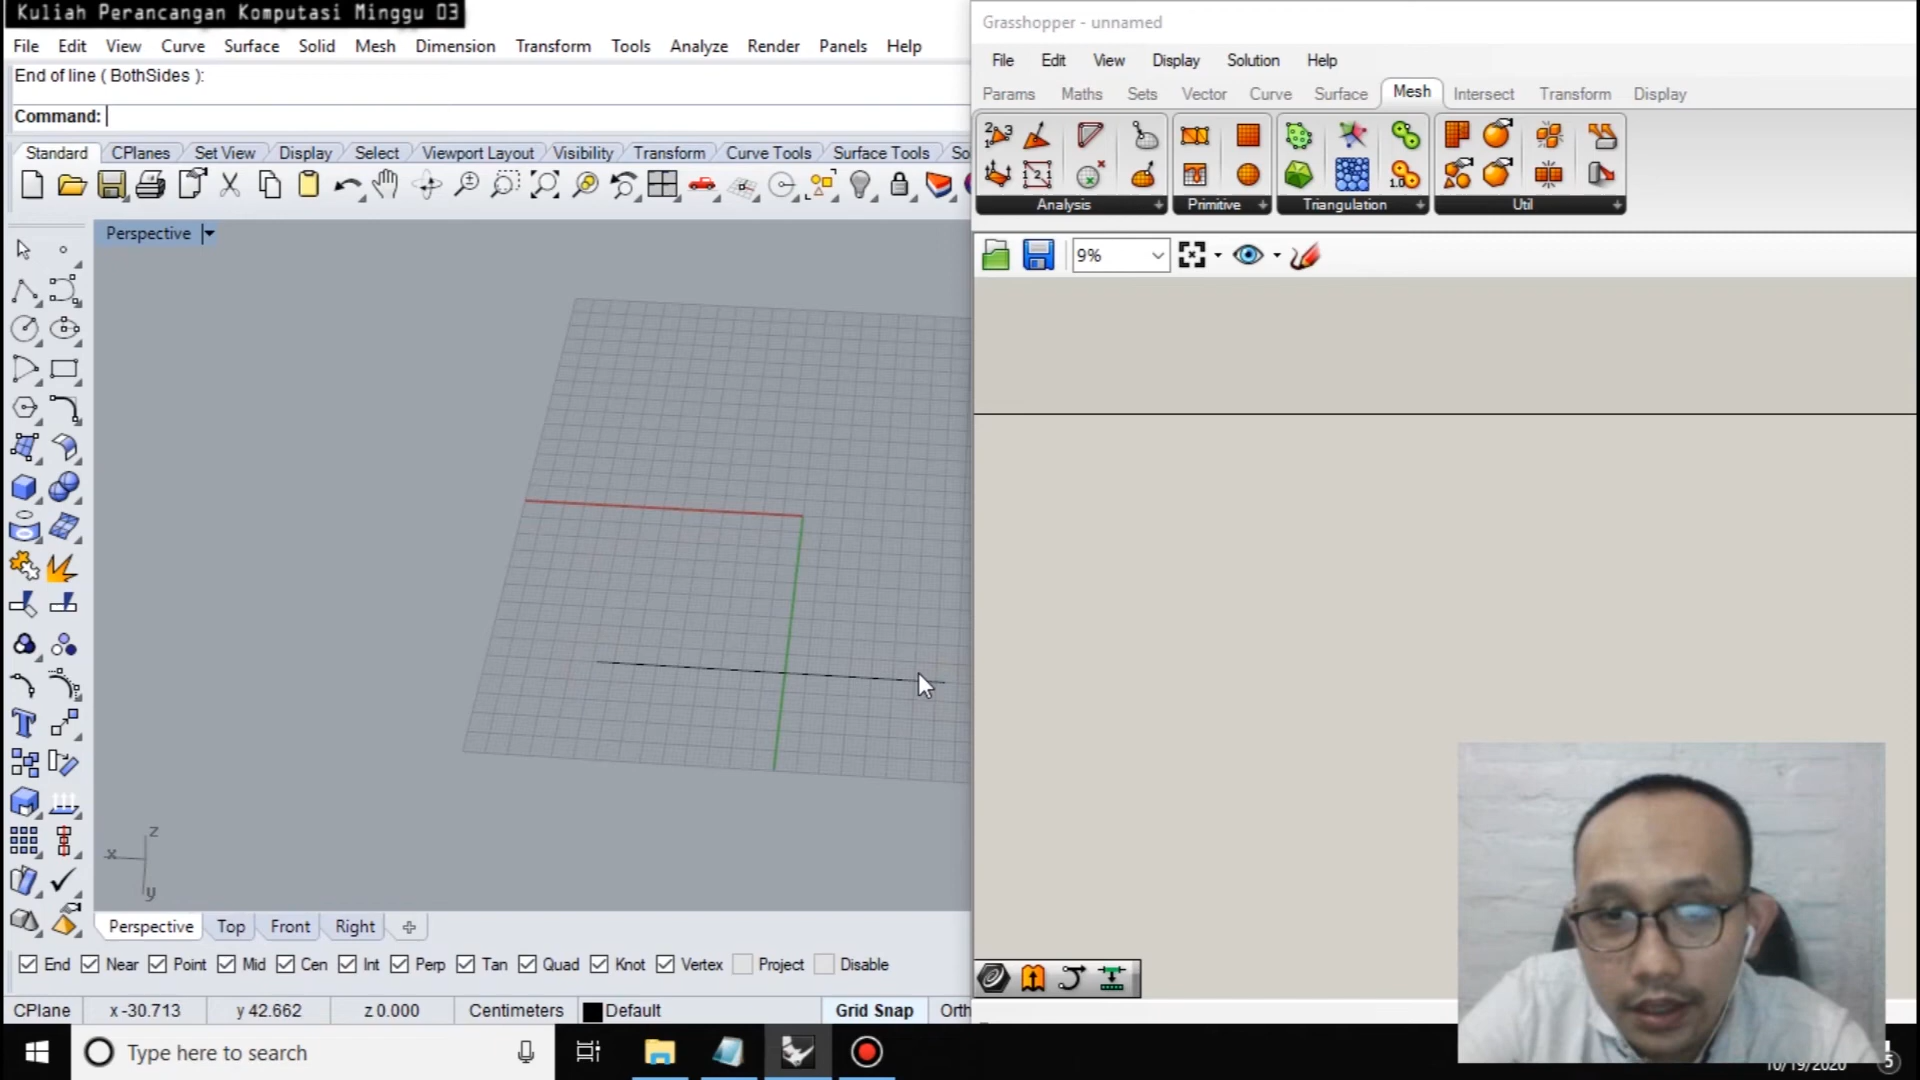 Kuliah Perancangan Komputasi Minggu 03
File Edit View Curve Surface Solid Mesh Dimension Transform Tools Analyze Render Panels Help
End of line ( BothSides ):
Command:
Standard CPlanes Set View Display Select Viewport Layout Visibility Transform Curve Tools Surface Tools So
Perspective
z
x
y
Perspective Top Front Right
End Near Point Mid Cen Int Perp Tan Quad Knot Vertex Project Disable
CPlane x -30.713 y 42.662 z 0.000 Centimeters Default Grid Snap Orth
Grasshopper - unnamed
File Edit View Display Solution Help
Params Maths Sets Vector Curve Surface Mesh Intersect Transform Display
Analysis Primitive Triangulation Util
9%
Type here to search
10/19/2020
5